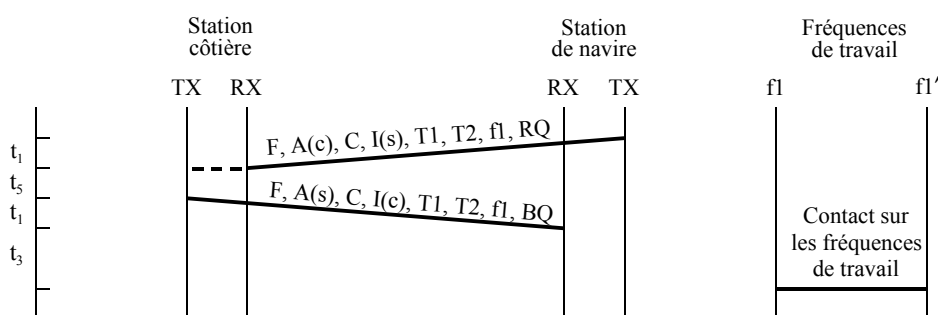 Station
côtière
Station
de navire
Fréquences
de travail
TX RX RX TX f1 f1′
F, A(c), C, I(s), T1, T2, f1, RQ
t1
t5
F, A(s), C, I(c), T1, T2, f1, BQ
t1
t3
Contact sur
les fréquences
de travail